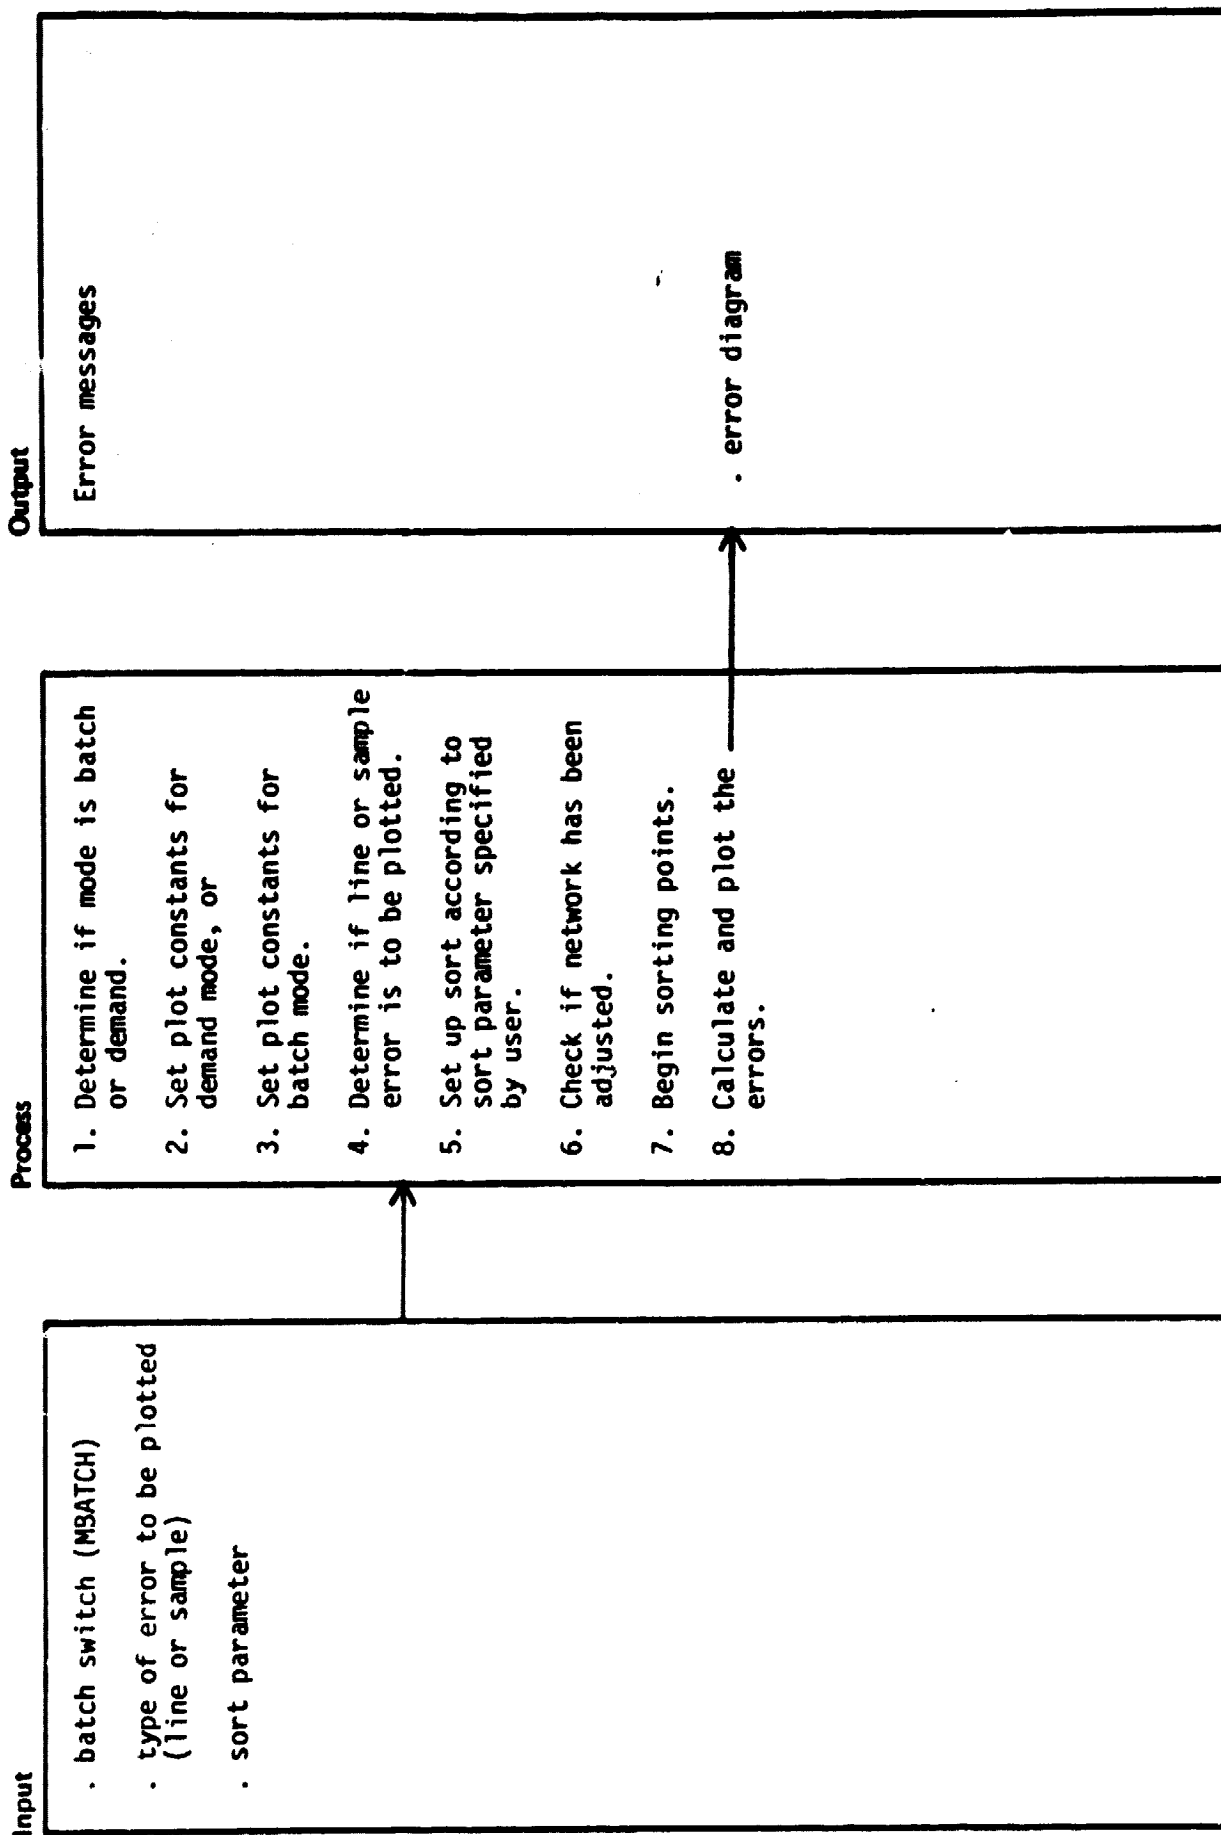 Input
. batch switch (MBATCH)
. type of error to be plotted
(line or sample)
. sort parameter
Process
1. Determine if mode is batch
or demand.
2. Set plot constants for
demand mode, or
3. Set plot constants for
batch mode.
4. Determine if line or sample
error is to be plotted.
5. Set up sort according to
sort parameter specified
by user.
6. Check if network has been
adjusted.
7. Begin sorting points.
8. Calculate and plot the
errors.
Output
Error messages
. error diagram